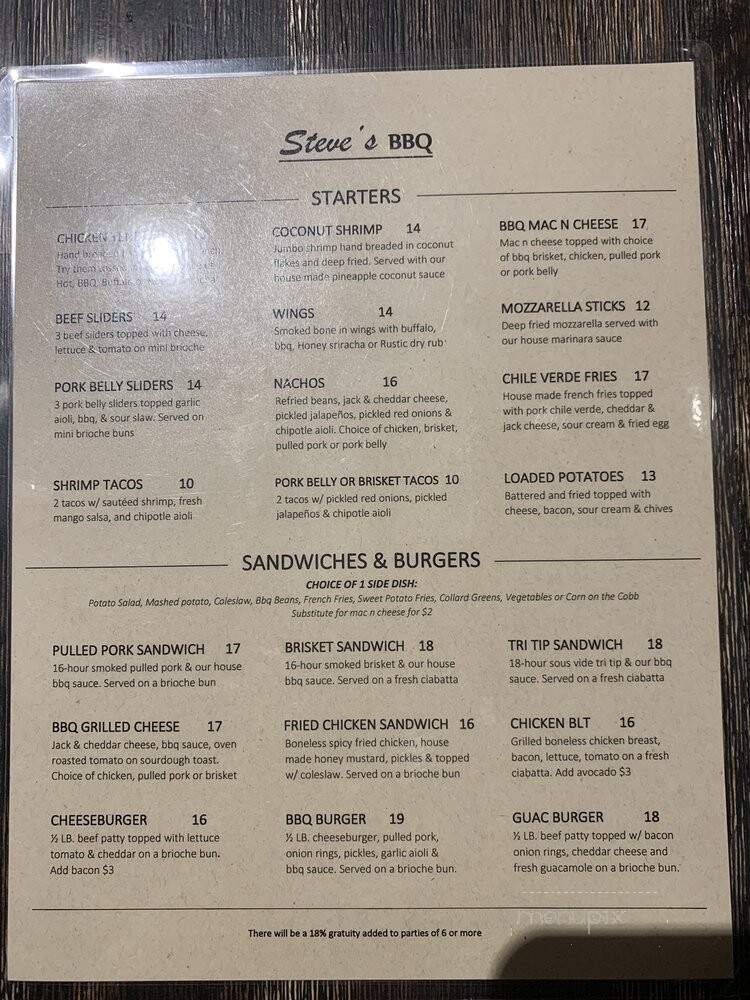 Steve's BBQ
STARTERS
CHICKEN
Hand breaded
Try them tossed
Hot, BBQ, Buffalo
COCONUT SHRIMP 14
Jumbo shrimp hand breaded in coconut
flakes and deep fried. Served with our
house made pineapple coconut sauce
BBQ MAC N CHEESE 17
Mac n cheese topped with choice
of bbq brisket, chicken, pulled pork
or pork belly
BEEF SLIDERS 14
3 beef sliders topped with cheese,
lettuce & tomato on mini brioche
WINGS 14
Smoked bone in wings with buffalo,
bbq, Honey sriracha or Rustic dry rub
MOZZARELLA STICKS 12
Deep fried mozzarella served with
our house marinara sauce
PORK BELLY SLIDERS 14
3 pork belly sliders topped garlic
aioli, bbq, & sour slaw. Served on
mini brioche buns
NACHOS 16
Refried beans, jack & cheddar cheese,
pickled jalapeños, pickled red onions &
chipotle aioli. Choice of chicken, brisket,
pulled pork or pork belly
CHILE VERDE FRIES 17
House made french fries topped
with pork chile verde, cheddar &
jack cheese, sour cream & fried egg
SHRIMP TACOS 10
2 tacos w/ sautéed shrimp, fresh
mango salsa, and chipotle aioli
PORK BELLY OR BRISKET TACOS 10
2 tacos w/ pickled red onions, pickled
jalapeños & chipotle aioli
LOADED POTATOES 13
Battered and fried topped with
cheese, bacon, sour cream & chives
SANDWICHES & BURGERS
CHOICE OF 1 SIDE DISH:
Potato Salad, Mashed potato, Coleslaw, Bbq Beans, French Fries, Sweet Potato Fries, Collard Greens, Vegetables or Corn on the Cobb
Substitute for mac n cheese for $2
PULLED PORK SANDWICH 17
16-hour smoked pulled pork & our house
bbq sauce. Served on a brioche bun
BRISKET SANDWICH 18
16-hour smoked brisket & our house
bbq sauce. Served on a fresh ciabatta
TRI TIP SANDWICH 18
18-hour sous vide tri tip & our bbq
sauce. Served on a fresh ciabatta
BBQ GRILLED CHEESE 17
Jack & cheddar cheese, bbq sauce, oven
roasted tomato on sourdough toast.
Choice of chicken, pulled pork or brisket
FRIED CHICKEN SANDWICH 16
Boneless spicy fried chicken, house
made honey mustard, pickles & topped
w/ coleslaw. Served on a brioche bun
CHICKEN BLT 16
Grilled boneless chicken breast,
bacon, lettuce, tomato on a fresh
ciabatta. Add avocado $3
CHEESEBURGER 16
½ LB. beef patty topped with lettuce
tomato & cheddar on a brioche bun.
Add bacon $3
BBQ BURGER 19
½ LB. cheeseburger, pulled pork,
onion rings, pickles, garlic aioli &
bbq sauce. Served on a brioche bun.
GUAC BURGER 18
½ LB. beef patty topped w/ bacon
onion rings, cheddar cheese and
fresh guacamole on a brioche bun.
menupix
There will be a 18% gratuity added to parties of 6 or more